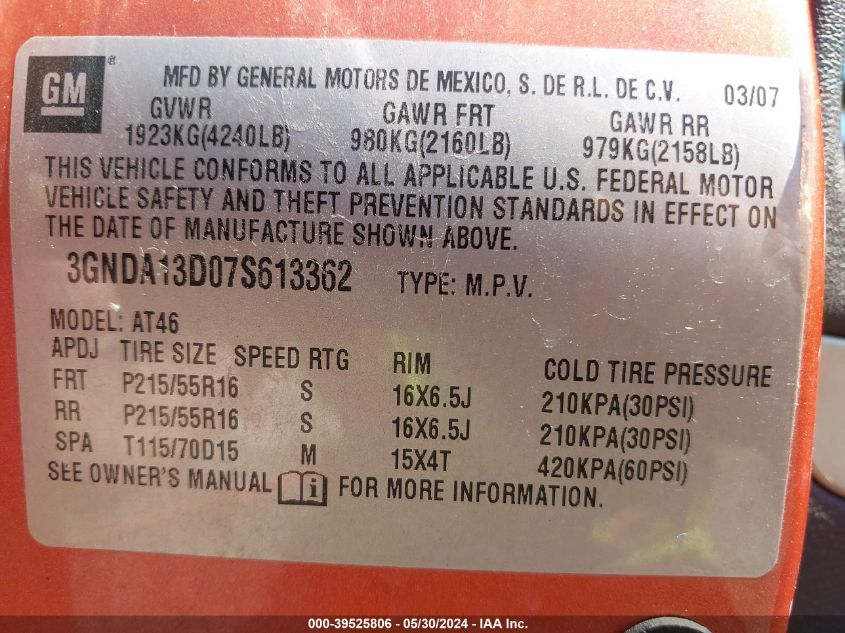 GM ® MFD BY GENERAL MOTORS DE MEXICO, S. DE R.L. DE C.V. 03/07
GVWR GAWR FRT GAWR RR
1923KG(4240LB) 980KG(2160LB) 979KG(2158LB)
THIS VEHICLE CONFORMS TO ALL APPLICABLE U.S. FEDERAL MOTOR
VEHICLE SAFETY AND THEFT PREVENTION STANDARDS IN EFFECT ON
THE DATE OF MANUFACTURE SHOWN ABOVE.
3GNDA13D07S613362 TYPE: M.P.V.
MODEL: AT46
APDJ TIRE SIZE SPEED RTG RIM COLD TIRE PRESSURE
FRT P215/55R16 S 16X6.5J 210KPA(30PSI)
RR P215/55R16 S 16X6.5J 210KPA(30PSI)
SPA T115/70D15 M 15X4T 420KPA(60PSI)
SEE OWNER'S MANUAL i FOR MORE INFORMATION.
000-39525806 - 05/30/2024 - IAA Inc.